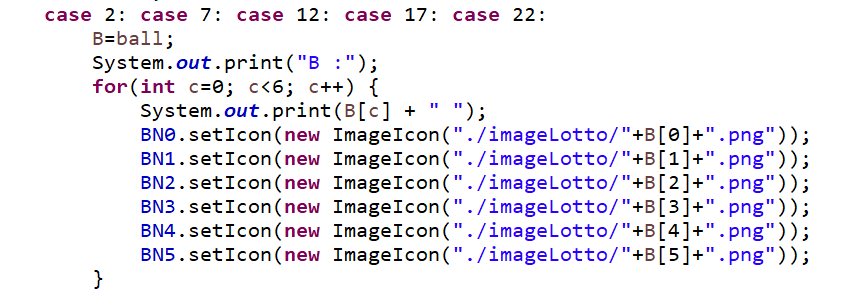 case 2: case 7: case 12: case 17: case 22:
B=ball;
System.out.print("B :");
for(int c=0; c<6; c++) {
System.out.print(B[c] + " ");
BN0.setIcon(new ImageIcon("./imageLotto/"+B[0]+".png"));
BN1.setIcon(new ImageIcon("./imageLotto/"+B[1]+".png"));
BN2.setIcon(new ImageIcon("./imageLotto/"+B[2]+".png"));
BN3.setIcon(new ImageIcon("./imageLotto/"+B[3]+".png"));
BN4.setIcon(new ImageIcon("./imageLotto/"+B[4]+".png"));
BN5.setIcon(new ImageIcon("./imageLotto/"+B[5]+".png"));
}